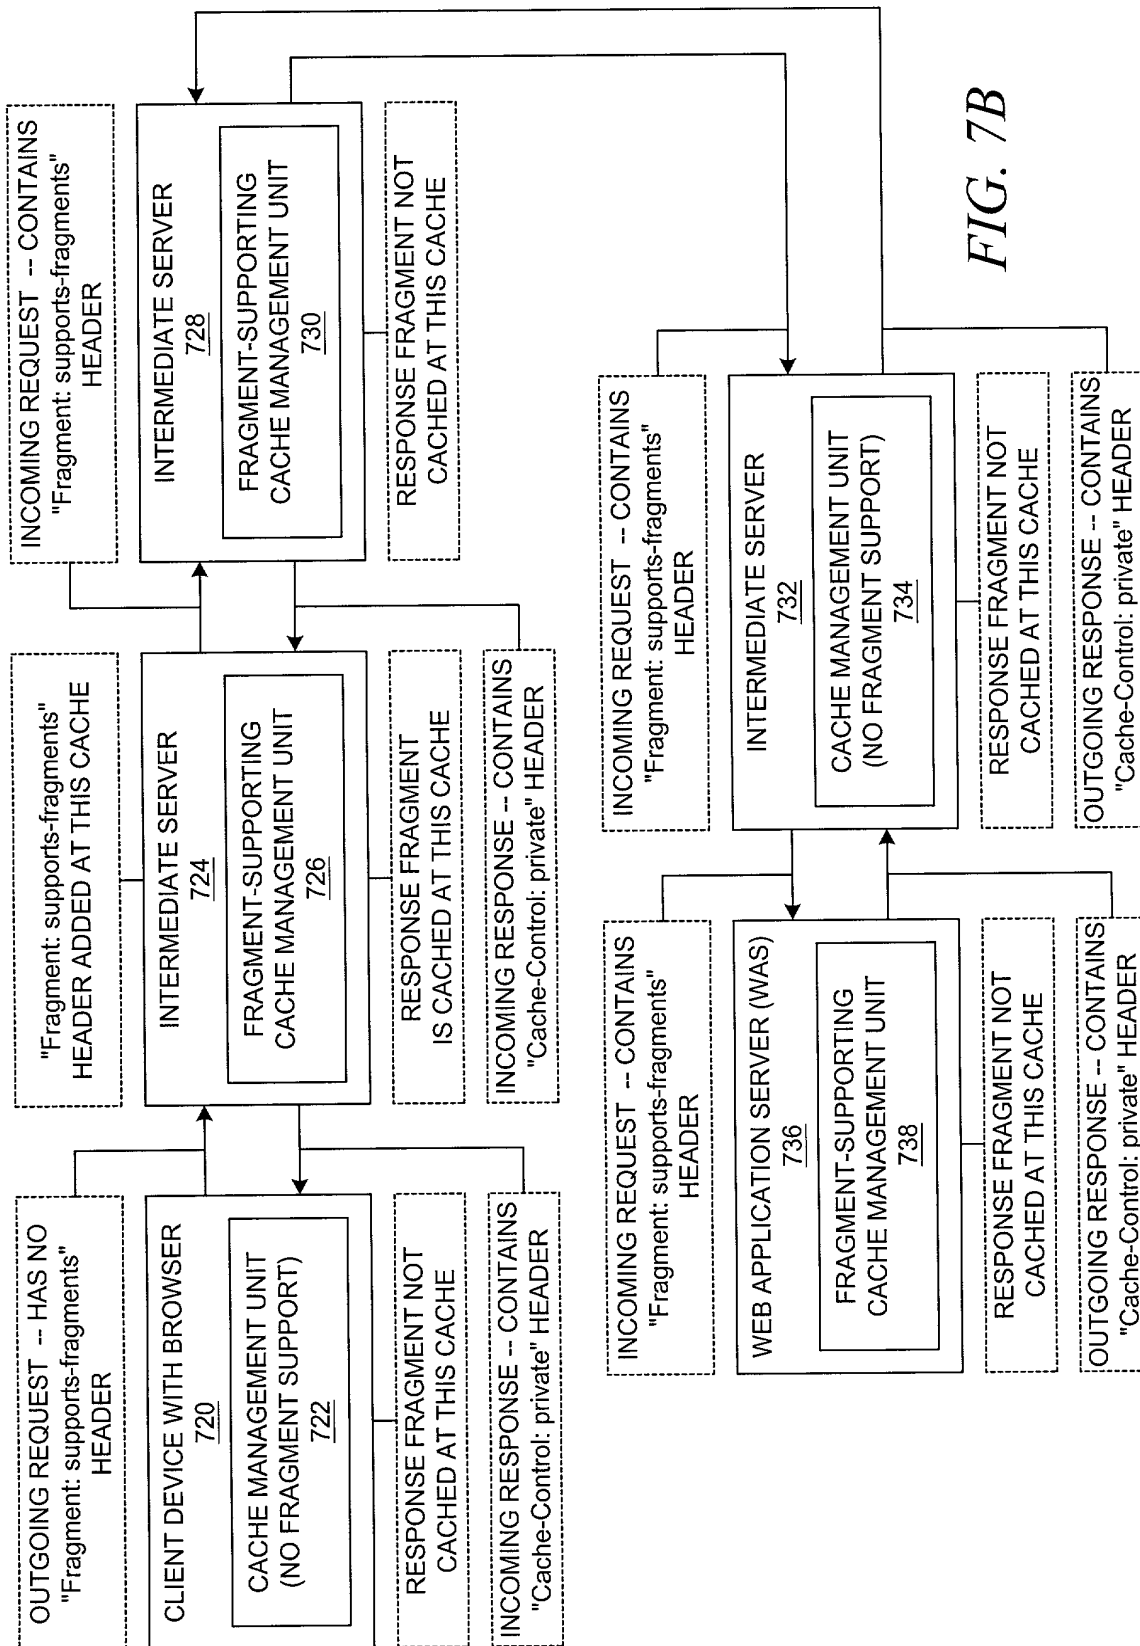 OUTGOING REQUEST -- HAS NO
"Fragment: supports-fragments"
HEADER
CLIENT DEVICE WITH BROWSER
720
CACHE MANAGEMENT UNIT
(NO FRAGMENT SUPPORT)
722
RESPONSE FRAGMENT NOT
CACHED AT THIS CACHE
INCOMING RESPONSE -- CONTAINS
"Cache-Control: private" HEADER
"Fragment: supports-fragments"
HEADER ADDED AT THIS CACHE
INTERMEDIATE SERVER
724
FRAGMENT-SUPPORTING
CACHE MANAGEMENT UNIT
726
RESPONSE FRAGMENT
IS CACHED AT THIS CACHE
INCOMING RESPONSE -- CONTAINS
"Cache-Control: private" HEADER
INCOMING REQUEST -- CONTAINS
"Fragment: supports-fragments"
HEADER
INTERMEDIATE SERVER
728
FRAGMENT-SUPPORTING
CACHE MANAGEMENT UNIT
730
RESPONSE FRAGMENT NOT
CACHED AT THIS CACHE
INCOMING REQUEST -- CONTAINS
"Fragment: supports-fragments"
HEADER
WEB APPLICATION SERVER (WAS)
736
FRAGMENT-SUPPORTING
CACHE MANAGEMENT UNIT
738
RESPONSE FRAGMENT NOT
CACHED AT THIS CACHE
OUTGOING RESPONSE -- CONTAINS
"Cache-Control: private" HEADER
INCOMING REQUEST -- CONTAINS
"Fragment: supports-fragments"
HEADER
INTERMEDIATE SERVER
732
CACHE MANAGEMENT UNIT
(NO FRAGMENT SUPPORT)
734
RESPONSE FRAGMENT NOT
CACHED AT THIS CACHE
OUTGOING RESPONSE -- CONTAINS
"Cache-Control: private" HEADER
FIG. 7B